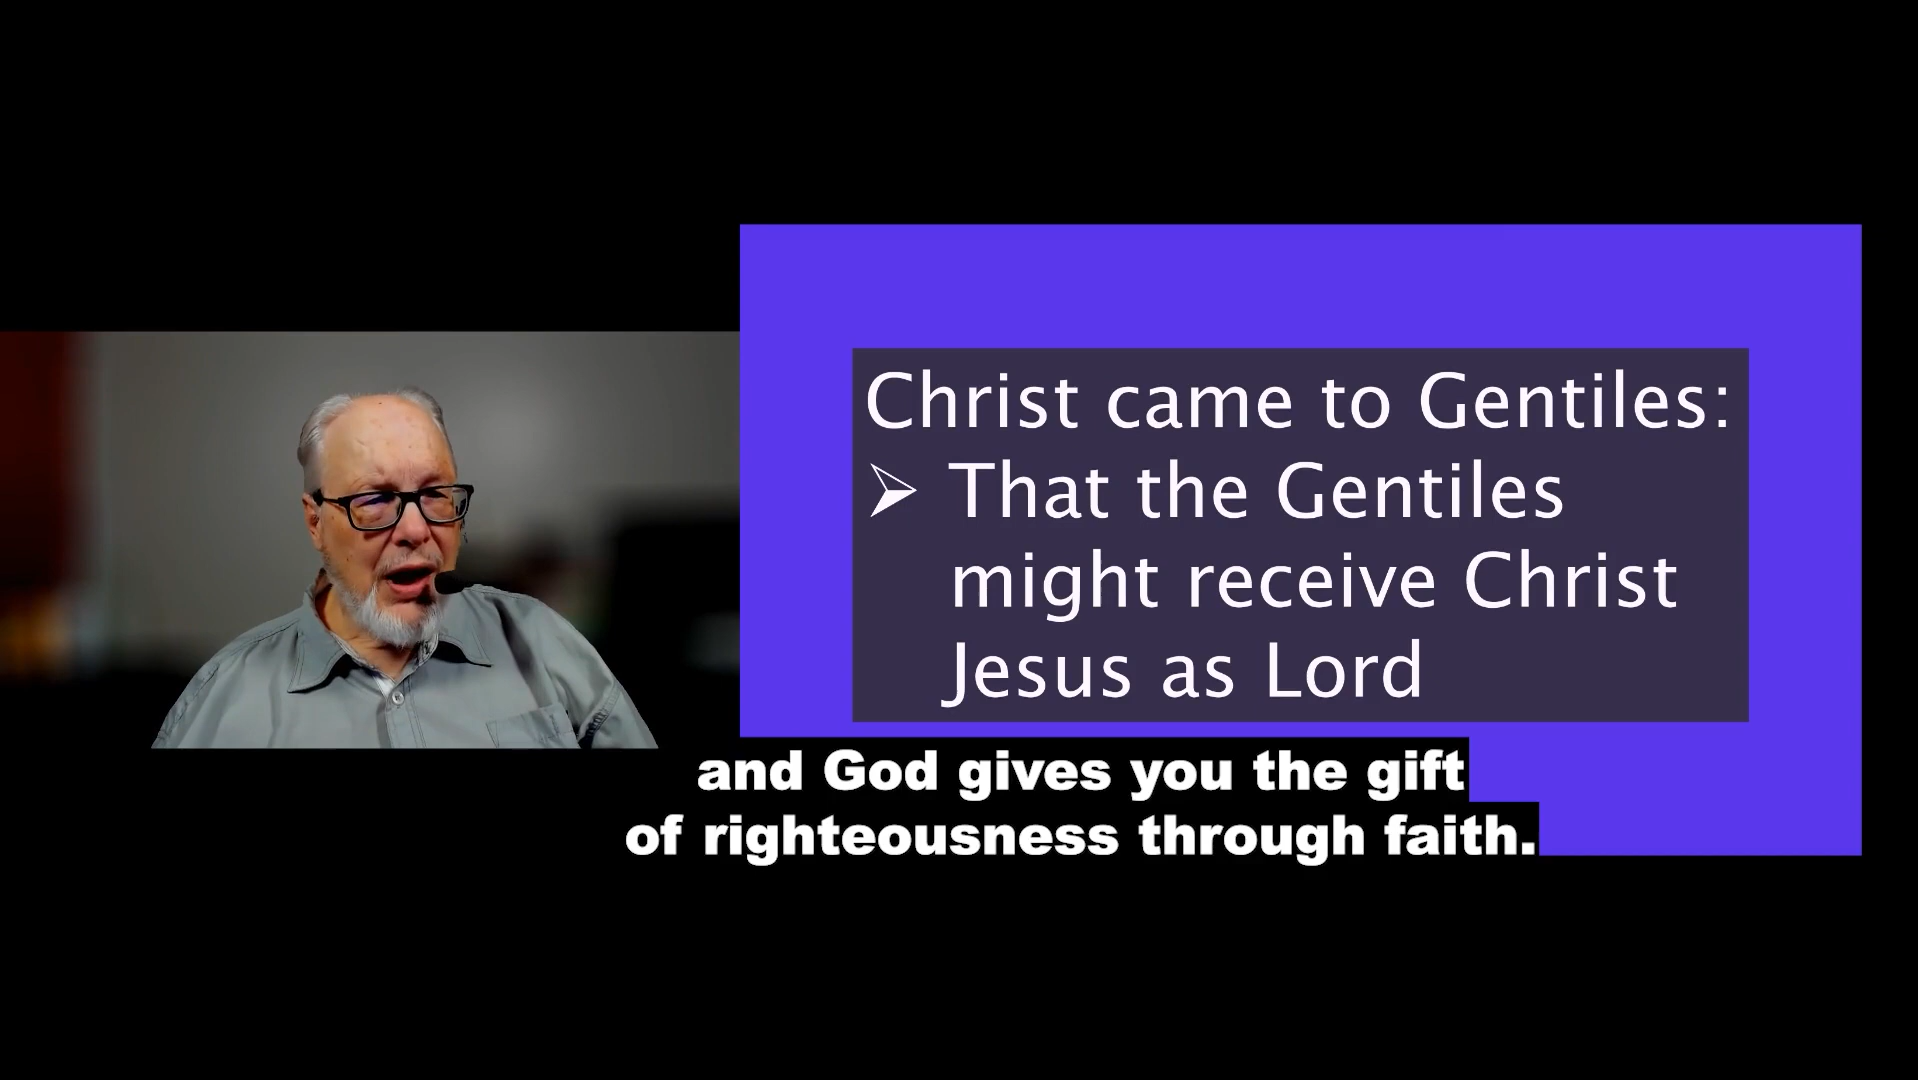 Christ came to Gentiles:
➢ That the Gentiles
might receive Christ
Jesus as Lord
and God gives you the gift
of righteousness through faith.